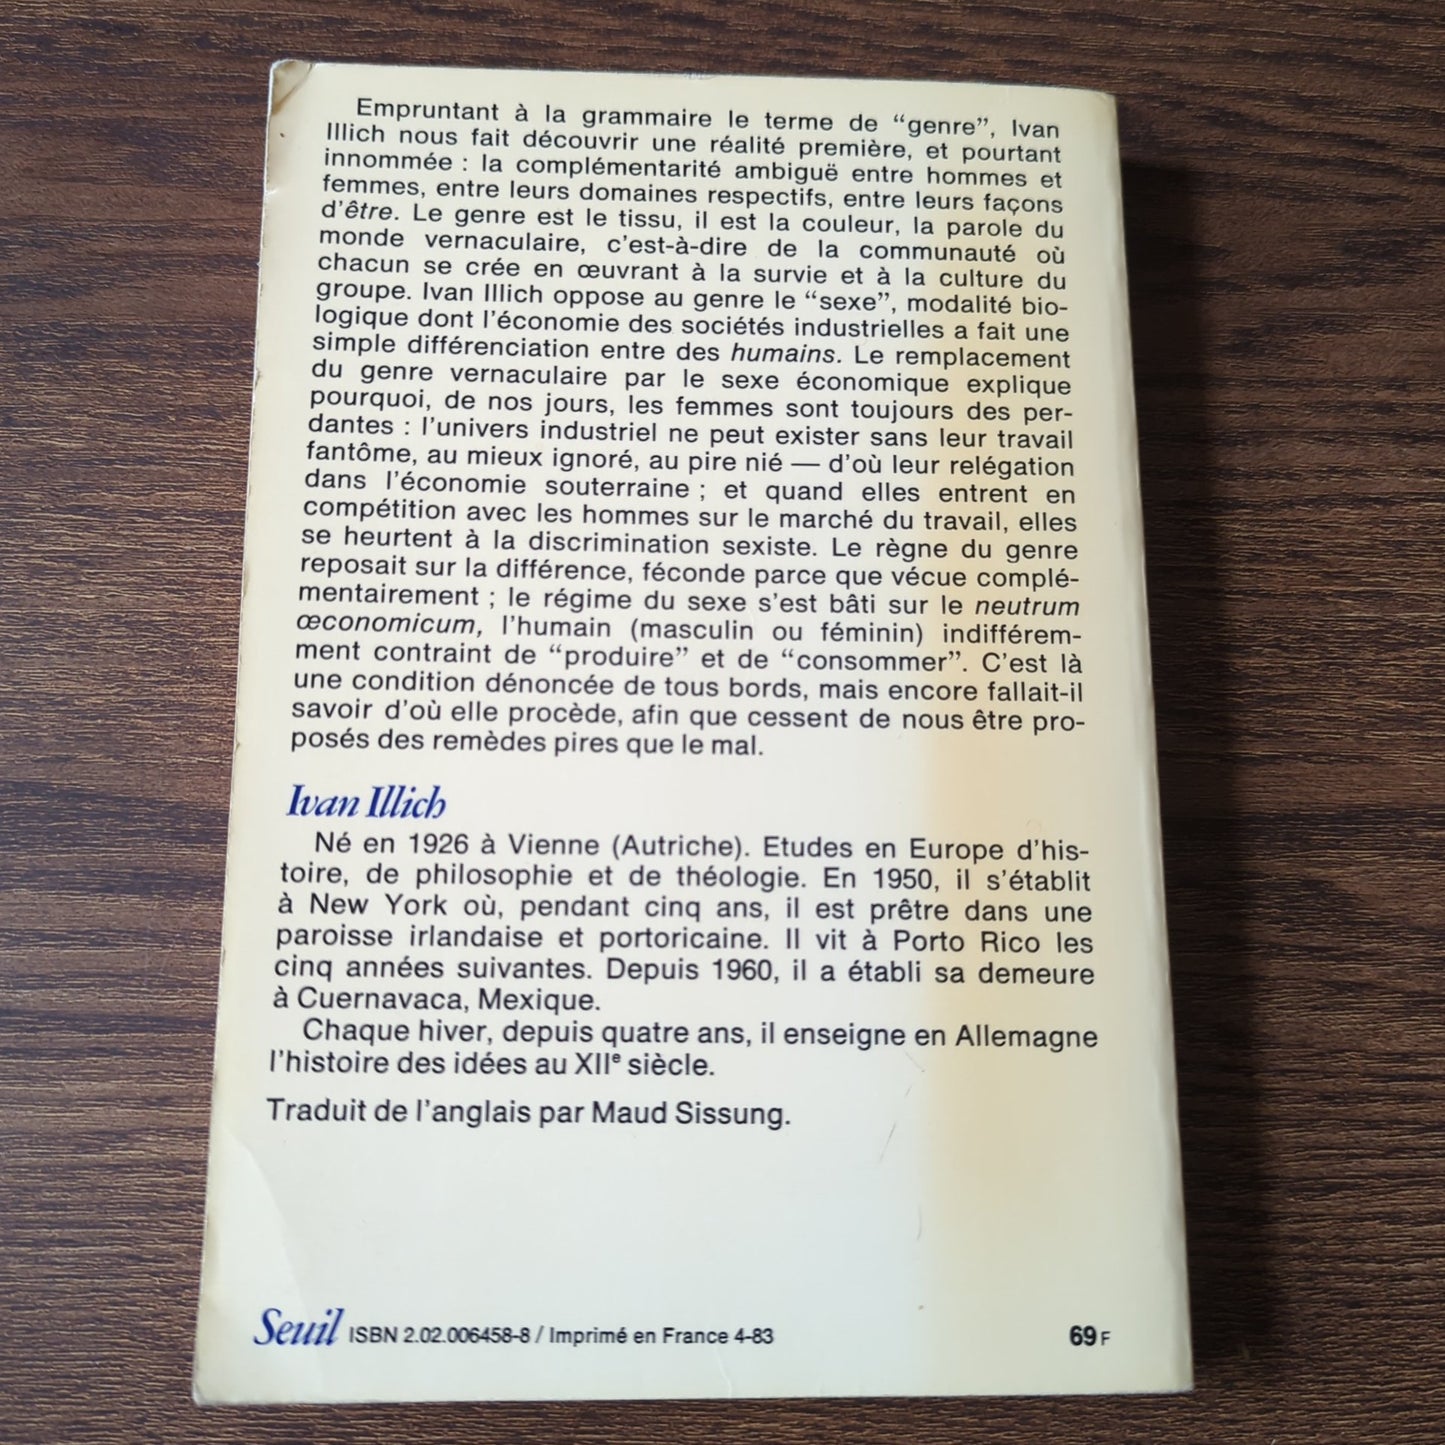 Empruntant à la grammaire le terme de “genre”, Ivan
Illich nous fait découvrir une réalité première, et pourtant
innommée : la complémentarité ambiguë entre hommes et
femmes, entre leurs domaines respectifs, entre leurs façons
d’être. Le genre est le tissu, il est la couleur, la parole du
monde vernaculaire, c’est-à-dire de la communauté où
chacun se crée en œuvrant à la survie et à la culture du
groupe. Ivan Illich oppose au genre le “sexe”, modalité bio-
logique dont l’économie des sociétés industrielles a fait une
simple différenciation entre des humains. Le remplacement
du genre vernaculaire par le sexe économique explique
pourquoi, de nos jours, les femmes sont toujours des per-
dantes : l’univers industriel ne peut exister sans leur travail
fantôme, au mieux ignoré, au pire nié — d’où leur relégation
dans l’économie souterraine ; et quand elles entrent en
compétition avec les hommes sur le marché du travail, elles
se heurtent à la discrimination sexiste. Le règne du genre
reposait sur la différence, féconde parce que vécue complé-
mentairement ; le régime du sexe s’est bâti sur le neutrum
œconomicum, l’humain (masculin ou féminin) indifférem-
ment contraint de “produire” et de “consommer”. C’est là
une condition dénoncée de tous bords, mais encore fallait-il
savoir d’où elle procède, afin que cessent de nous être pro-
posés des remèdes pires que le mal.
Ivan Illich
Né en 1926 à Vienne (Autriche). Etudes en Europe d’his-
toire, de philosophie et de théologie. En 1950, il s’établit
à New York où, pendant cinq ans, il est prêtre dans une
paroisse irlandaise et portoricaine. Il vit à Porto Rico les
cinq années suivantes. Depuis 1960, il a établi sa demeure
à Cuernavaca, Mexique.
Chaque hiver, depuis quatre ans, il enseigne en Allemagne
l’histoire des idées au XIIe siècle.
Traduit de l’anglais par Maud Sissung.
Seuil ISBN 2.02.006458-8 / Imprimé en France 4-83
69 F